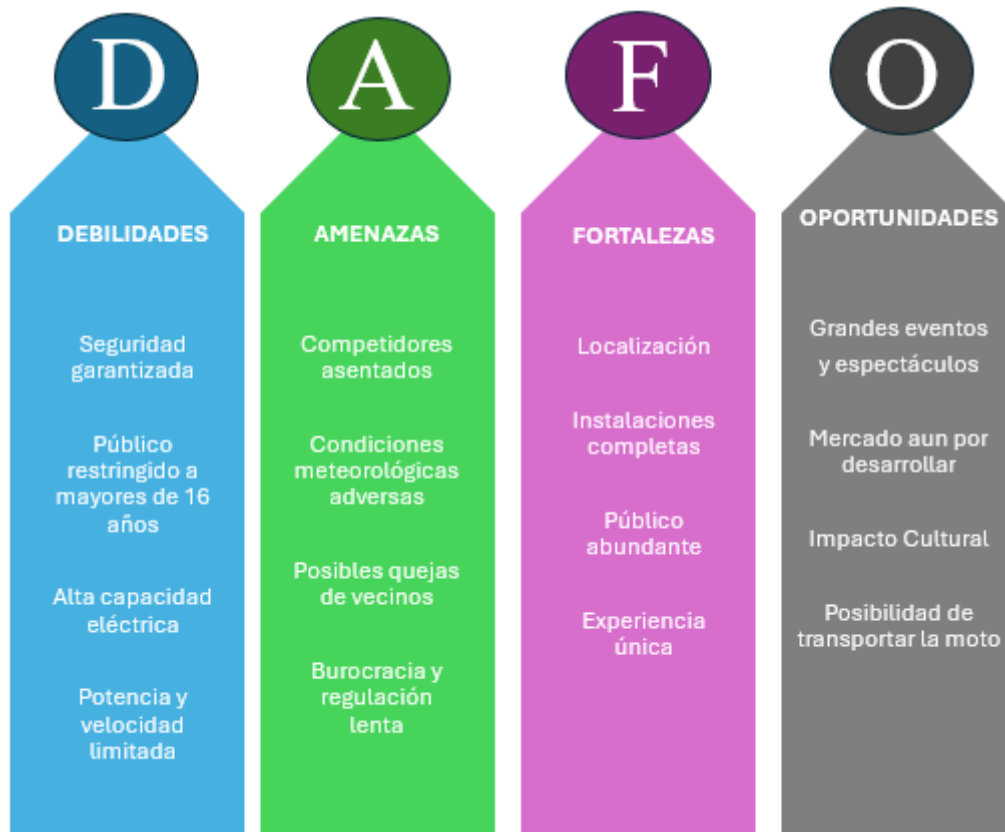 D
DEBILIDADES
Seguridad
garantizada
Público
restringido a
mayores de 16
años
Alta capacidad
eléctrica
Potencia y
velocidad
limitada
A
AMENAZAS
Competidores
asentados
Condiciones
meteorológicas
adversas
Posibles quejas
de vecinos
Burocracia y
regulación
lenta
F
FORTALEZAS
Localización
Instalaciones
completas
Público
abundante
Experiencia
única
O
OPORTUNIDADES
Grandes eventos
y espectáculos
Mercado aun por
desarrollar
Impacto Cultural
Posibilidad de
transportar la moto